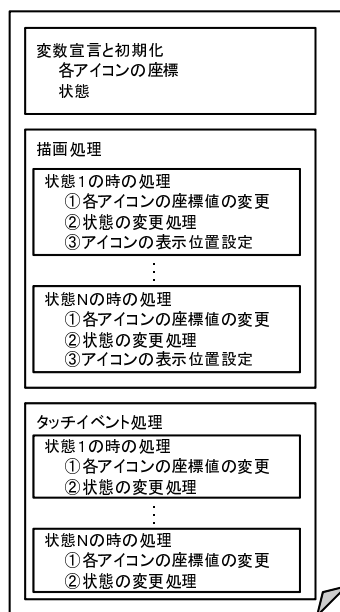 変数宣言と初期化
各アイコンの座標
状態
描画処理
状態1の時の処理
①各アイコンの座標値の変更
②状態の変更処理
③アイコンの表示位置設定
⋮
状態Nの時の処理
①各アイコンの座標値の変更
②状態の変更処理
③アイコンの表示位置設定
タッチイベント処理
状態1の時の処理
①各アイコンの座標値の変更
②状態の変更処理
⋮
状態Nの時の処理
①各アイコンの座標値の変更
②状態の変更処理